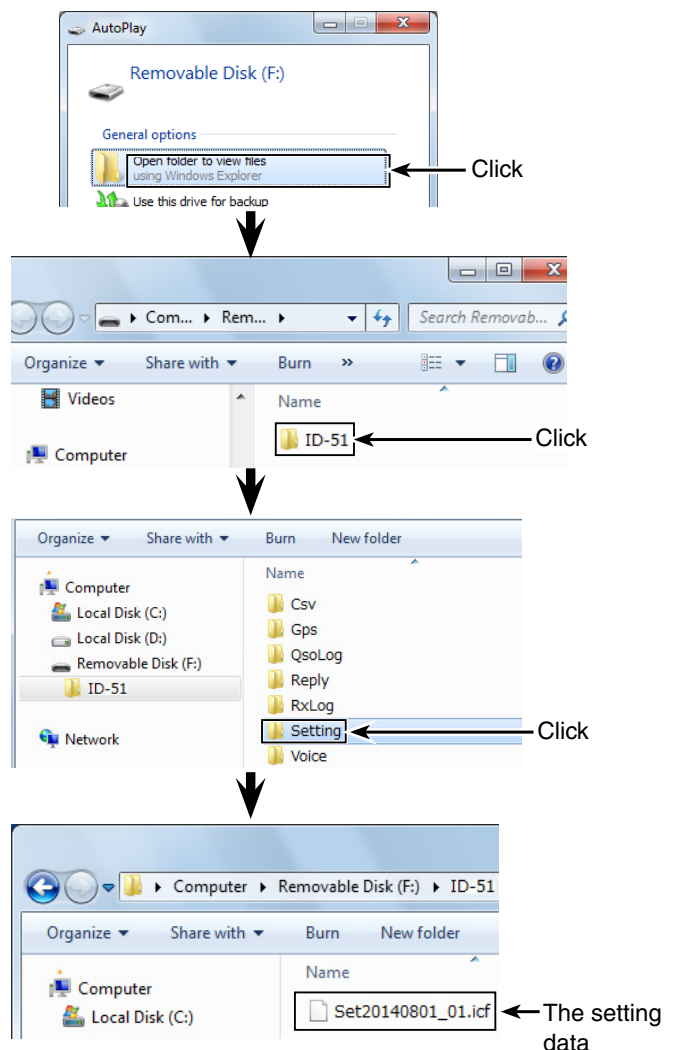 AutoPlay
Removable Disk (F:)
General options
Open folder to view files
using Windows Explorer
Click
Use this drive for backup
Com... Rem...
Search Removab...
Organize Share with Burn »
Videos
Name
ID-51
Click
Computer
Organize Share with Burn New folder
Name
Computer
Csv
Local Disk (C:)
Gps
Local Disk (D:)
QsoLog
Removable Disk (F:)
Reply
ID-51
RxLog
Setting
Click
Network
Voice
Computer Removable Disk (F:) ID-51
Organize Share with Burn New folder
Name
Computer
Set20140801_01.icf
The setting
Local Disk (C:)
data